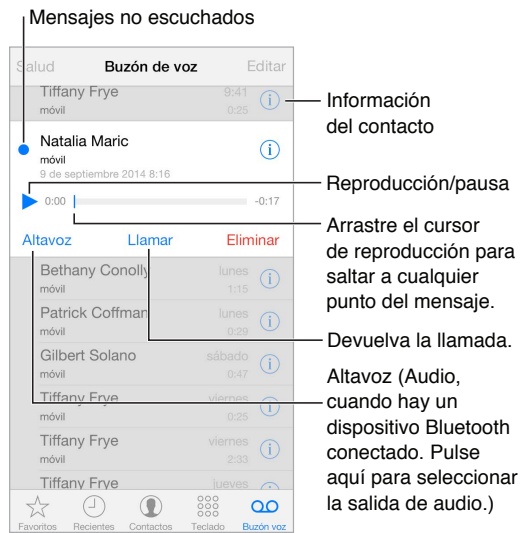 Mensajes no escuchados
Salud Buzón de voz Editar
Tiffany Frye 9:41
móvil 0:25
Información
del contacto
Natalia Maric
móvil
9 de septiembre 2014 8:16
Reproducción/pausa
0:00 -0:17
Arrastre el cursor
de reproducción para
saltar a cualquier
punto del mensaje.
Altavoz Llamar Eliminar
Bethany Conolly lunes
móvil 1:15
Patrick Coffman lunes
móvil 0:29
Devuelva la llamada.
Gilbert Solano sábado
móvil 0:47
Altavoz (Audio,
cuando hay un
dispositivo Bluetooth
conectado. Pulse
aquí para seleccionar
la salida de audio.)
Tiffany Frye viernes
móvil 0:25
Tiffany Frye viernes
móvil 2:33
Tiffany Frye jueves
móvil
Favoritos Recientes Contactos Teclado Buzón voz